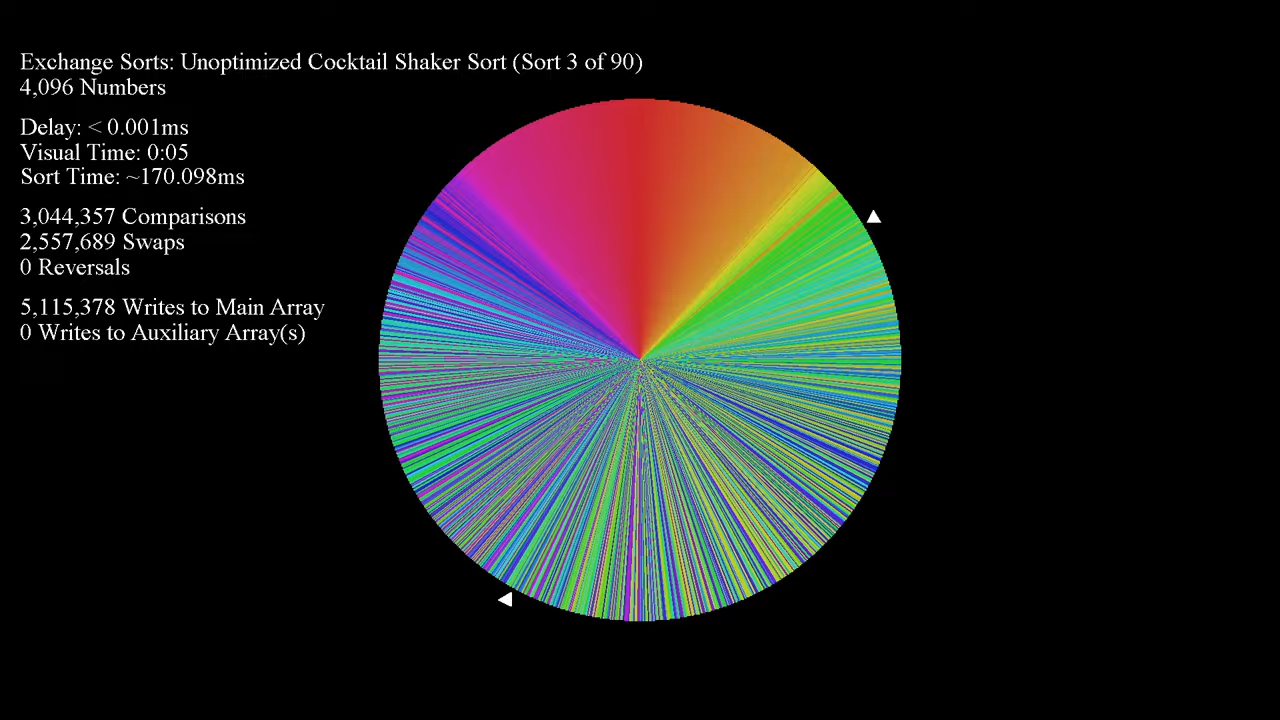 Exchange Sorts: Unoptimized Cocktail Shaker Sort (Sort 3 of 90)
4,096 Numbers
Delay: < 0.001ms
Visual Time: 0:05
Sort Time: ~170.098ms
3,044,357 Comparisons
2,557,689 Swaps
0 Reversals
5,115,378 Writes to Main Array
0 Writes to Auxiliary Array(s)